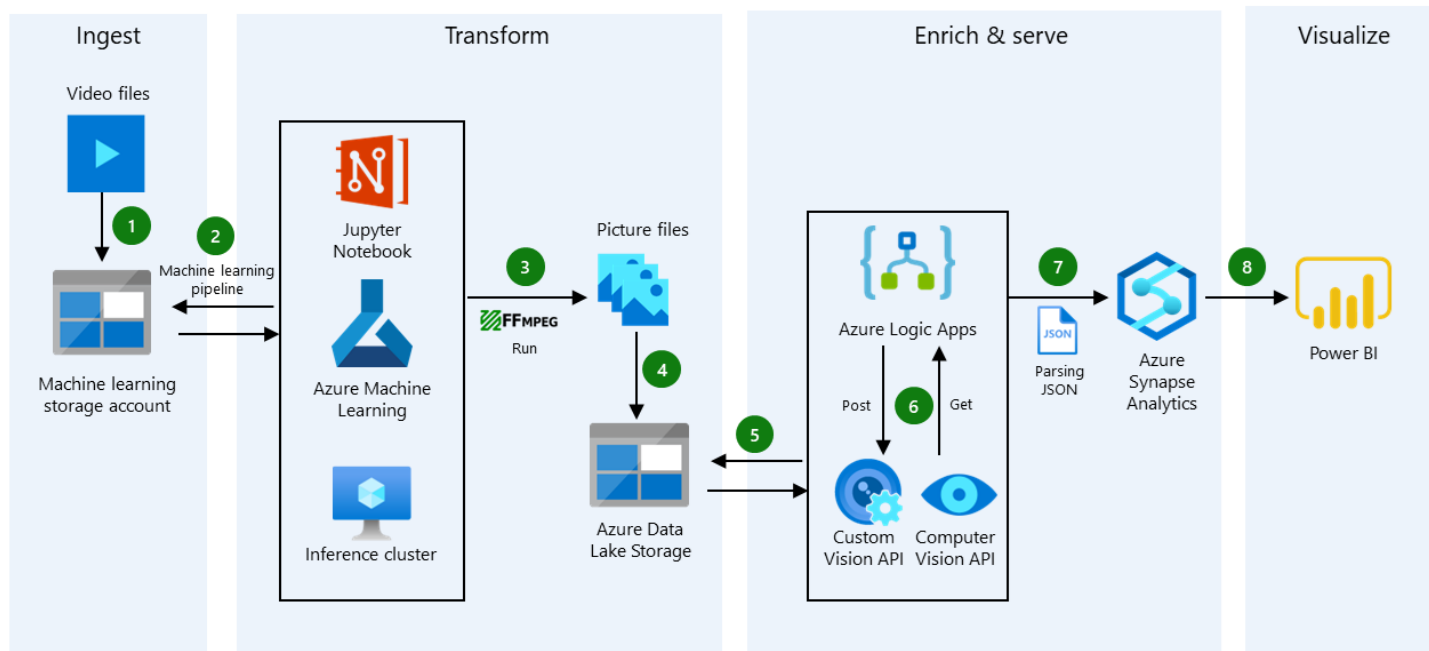 Ingest
Transform
Enrich & serve
Visualize
Video files
1
2
Machine learning
pipeline
Machine learning
storage account
Jupyter
Notebook
Azure Machine
Learning
Inference cluster
3
FFMPEG
Run
Picture files
4
Azure Data
Lake Storage
5
Azure Logic Apps
Post
6
Get
Custom
Vision API
Computer
Vision API
7
JSON
Parsing
JSON
Azure
Synapse
Analytics
8
Power BI